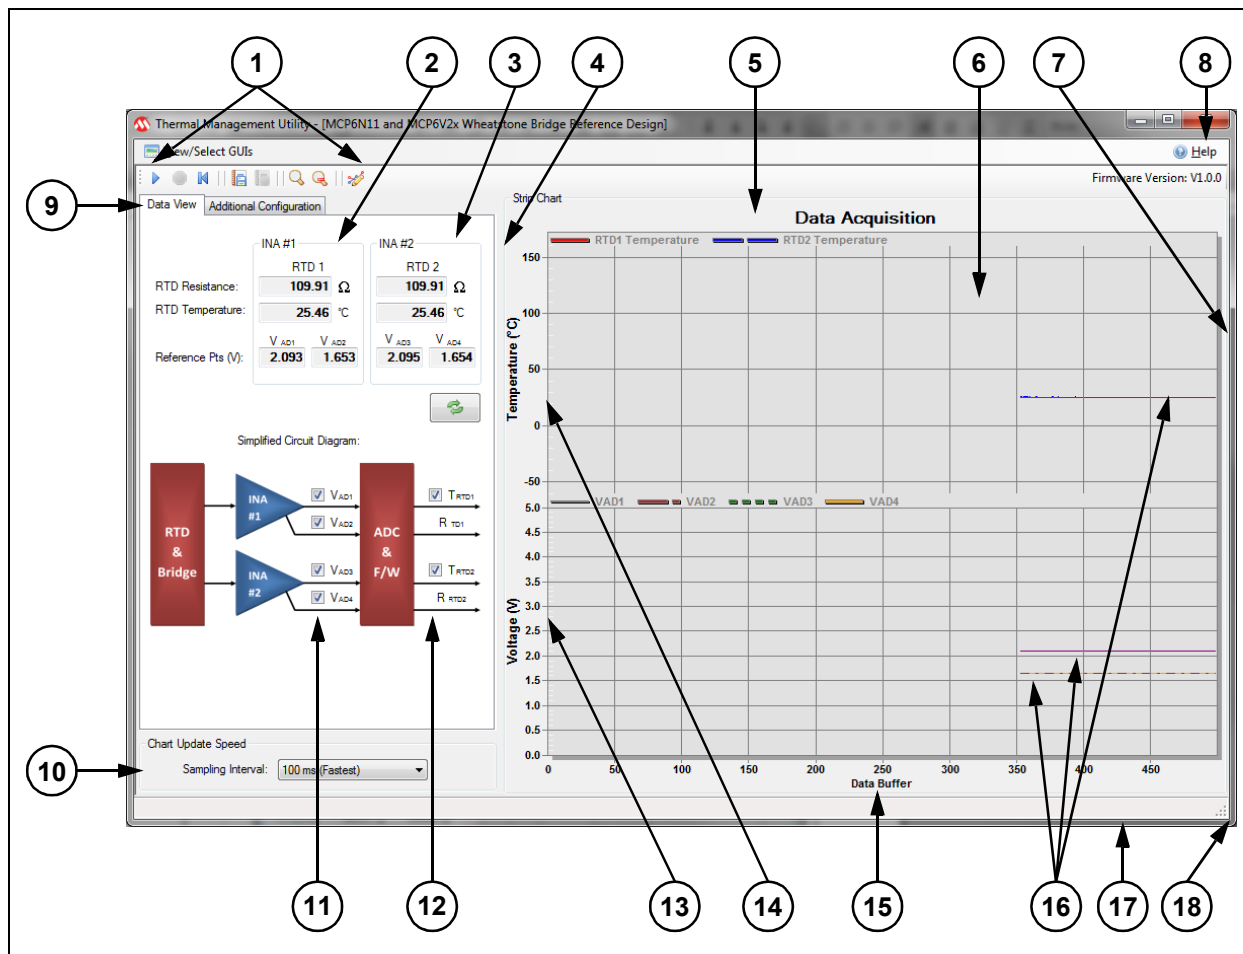 1 2 3 4 5 6 7 8
Thermal Management Utility - [MCP6N11 and MCP6V2x Wheatstone Bridge Reference Design]
View/Select GUIs
Help
Firmware Version: V1.0.0
9
Data View Additional Configuration
Strip Chart
INA #1 INA #2
RTD 1 RTD 2
RTD Resistance: 109.91 Ω 109.91 Ω
RTD Temperature: 25.46 °C 25.46 °C
V AD1 V AD2 V AD3 V AD4
Reference Pts (V): 2.093 1.653 2.095 1.654
Simplified Circuit Diagram:
RTD & Bridge
INA #1
INA #2
VAD1
VAD2
VAD3
VAD4
ADC & F/W
TRTD1
R TD1
TRTD2
R RTD2
Chart Update Speed
10
Sampling Interval: 100 ms (Fastest)
Data Acquisition
RTD1 Temperature RTD2 Temperature
Temperature (°C)
150
100
50
0
-50
VAD1 VAD2 VAD3 VAD4
Voltage (V)
5.0
4.5
4.0
3.5
3.0
2.5
2.0
1.5
1.0
0.5
0.0
0 50 100 150 200 250 300 350 400 450
Data Buffer
11 12 13 14 15 16 17 18